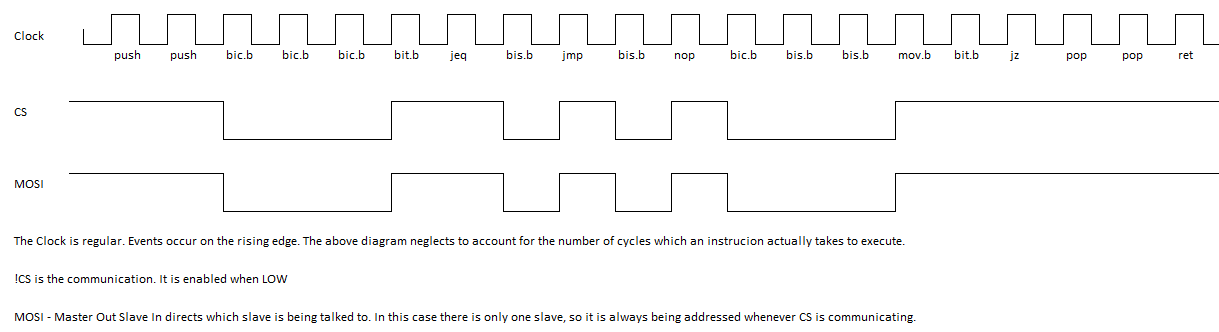 Clock
push push bic.b bic.b bic.b bit.b jeq bis.b jmp bis.b nop bic.b bis.b bis.b mov.b bit.b jz pop pop ret
CS
MOSI
The Clock is regular. Events occur on the rising edge. The above diagram neglects to account for the number of cycles which an instrucion actually takes to execute.
!CS is the communication. It is enabled when LOW
MOSI - Master Out Slave In directs which slave is being talked to. In this case there is only one slave, so it is always being addressed whenever CS is communicating.